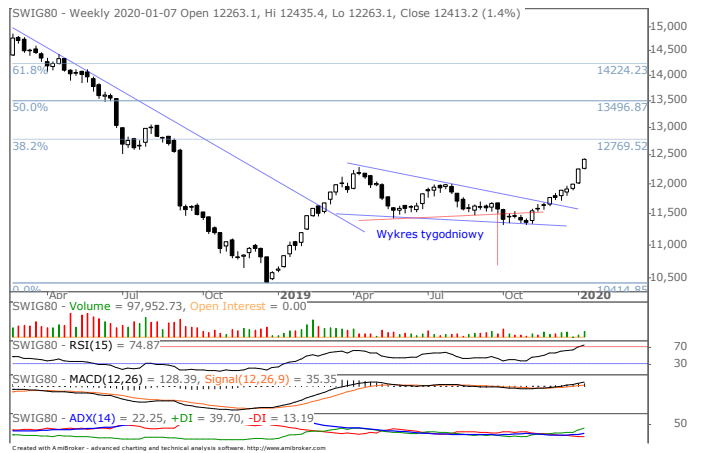 SWIG80 - Weekly 2020-01-07 Open 12263.1, Hi 12435.4, Lo 12263.1, Close 12413.2 (1.4%)
15,000
14,500
61.8% 14224.23
14,000
50.0% 13496.87
13,500
13,000
38.2% 12769.52
12,500
12,000
11,500
Wykres tygodniowy
11,000
10,500
0.0% 10414.85
Apr Jul Oct 2019 Apr Jul Oct 2020
SWIG80 - Volume = 97,952.73, Open Interest = 0.00
SWIG80 - RSI(15) = 74.87 70
30
SWIG80 - MACD(12,26) = 128.39, Signal(12,26,9) = 35.35
SWIG80 - ADX(14) = 22.25, +DI = 39.70, -DI = 13.19 50
Created with AmiBroker - advanced charting and technical analysis software. http://www.amibroker.com